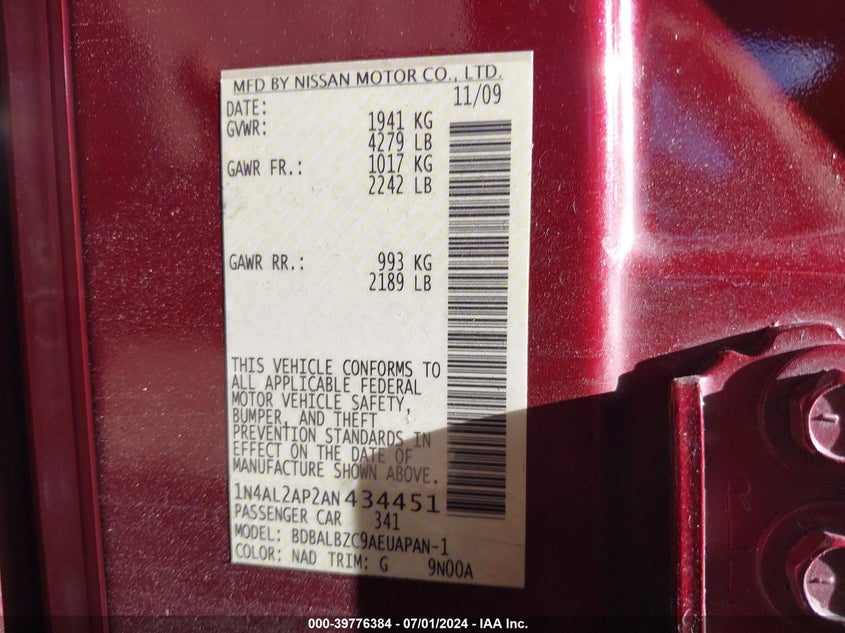 MFD BY NISSAN MOTOR CO., LTD.
DATE: 11/09
GVWR: 1941 KG
4279 LB
GAWR FR.: 1017 KG
2242 LB
GAWR RR.: 993 KG
2189 LB
THIS VEHICLE CONFORMS TO
ALL APPLICABLE FEDERAL
MOTOR VEHICLE SAFETY,
BUMPER, AND THEFT
PREVENTION STANDARDS IN
EFFECT ON THE DATE OF
MANUFACTURE SHOWN ABOVE.
1N4AL2AP2AN 434451
PASSENGER CAR 341
MODEL: BDBALBZC9AEUAPAN-1
COLOR: NAD TRIM: G 9N00A
000-39776384 - 07/01/2024 - IAA Inc.